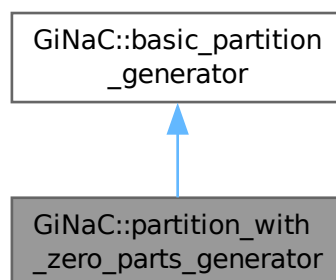 GiNaC::basic_partition
_generator
GiNaC::partition_with
_zero_parts_generator